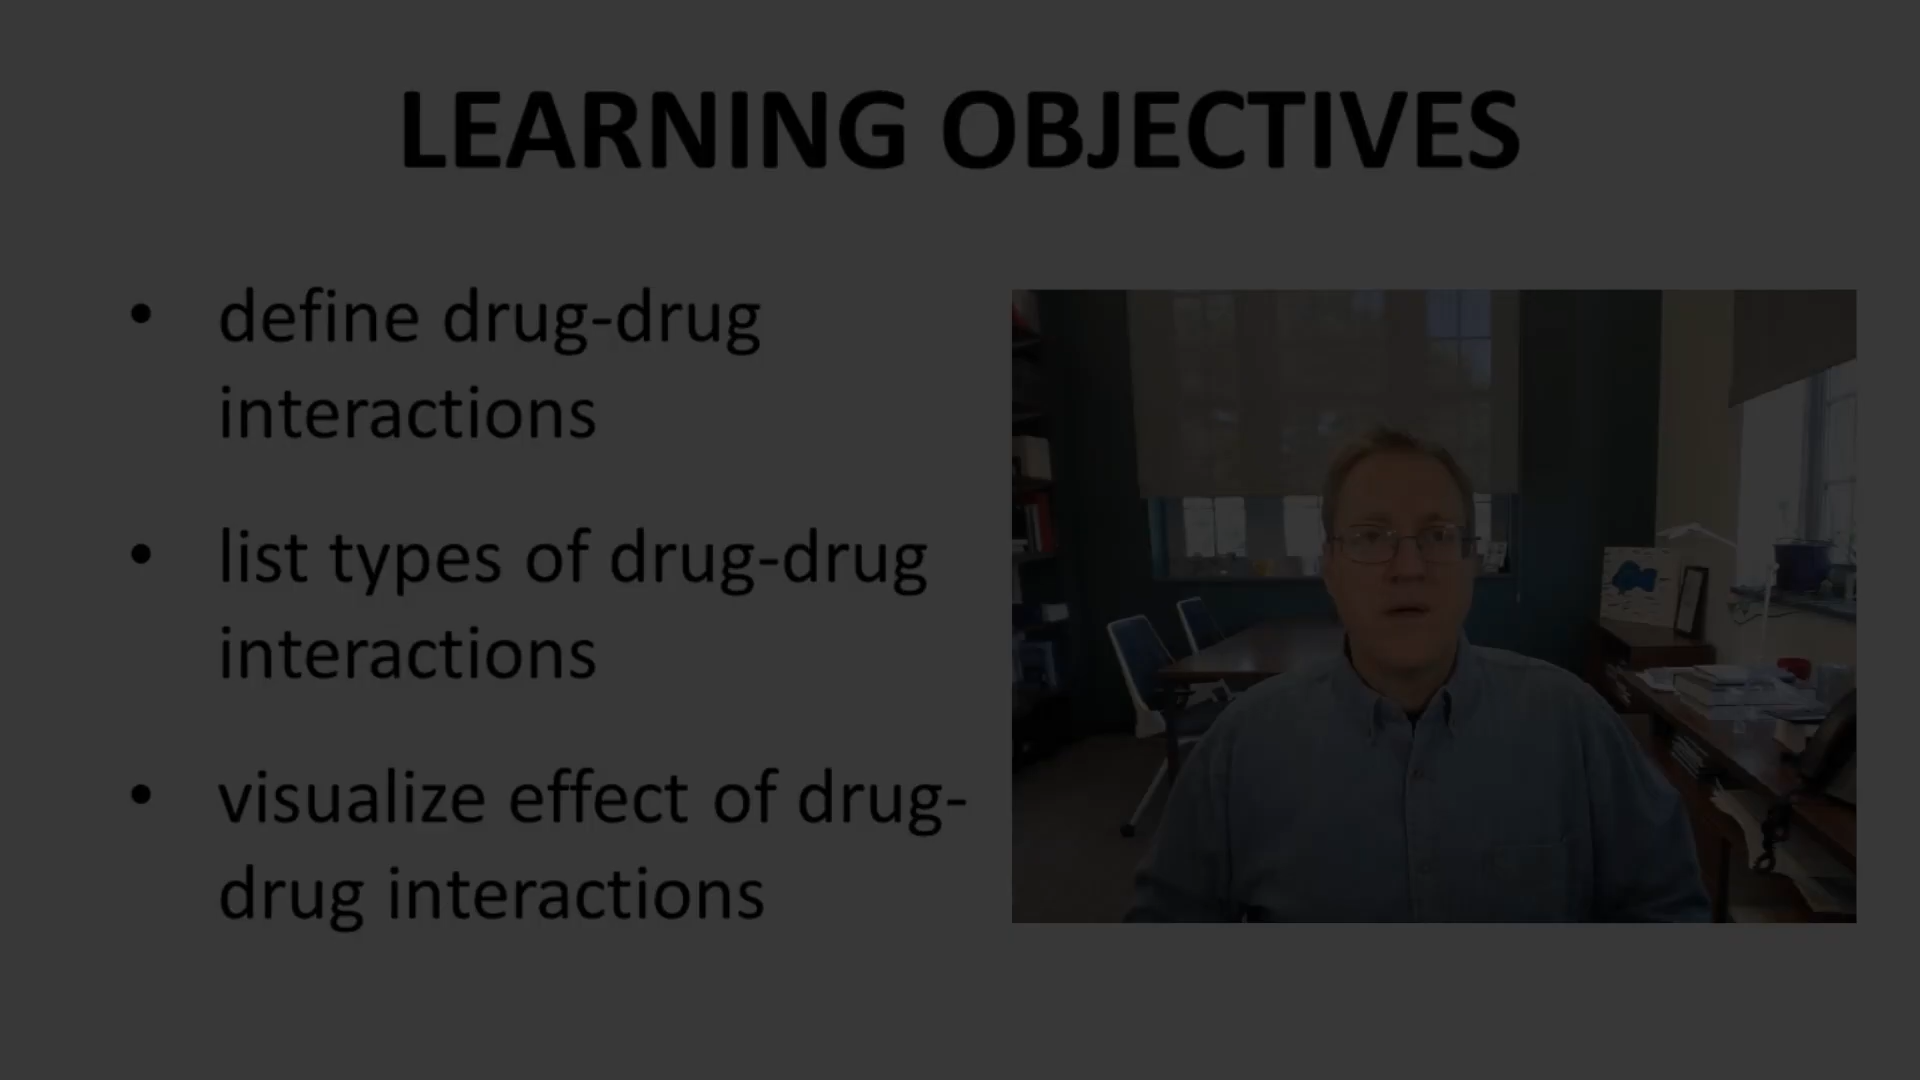 LEARNING OBJECTIVES
• define drug-drug
interactions
• list types of drug-drug
interactions
• visualize effect of drug-
drug interactions